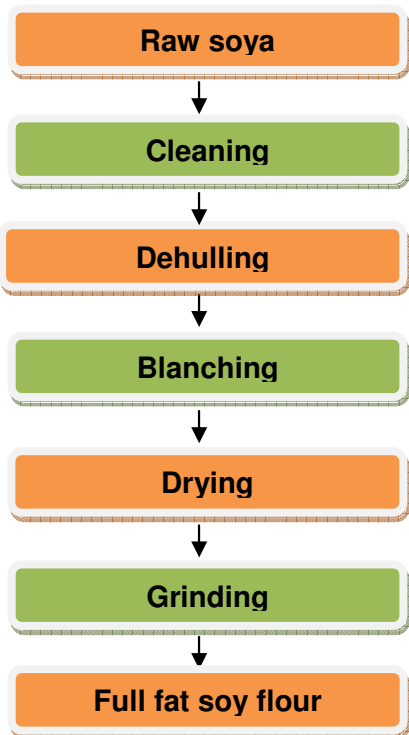 Raw soya
Cleaning
Dehulling
Blanching
Drying
Grinding
Full fat soy flour